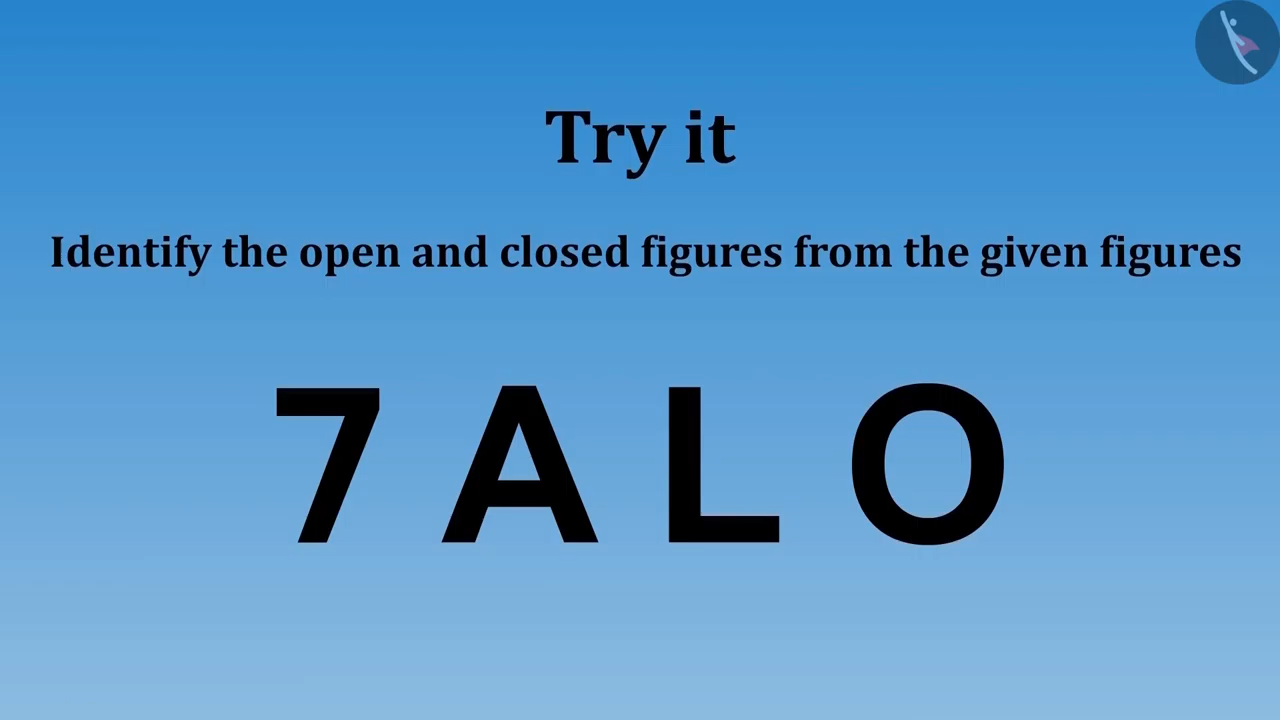 Try it
Identify the open and closed figures from the given figures
7 A L O